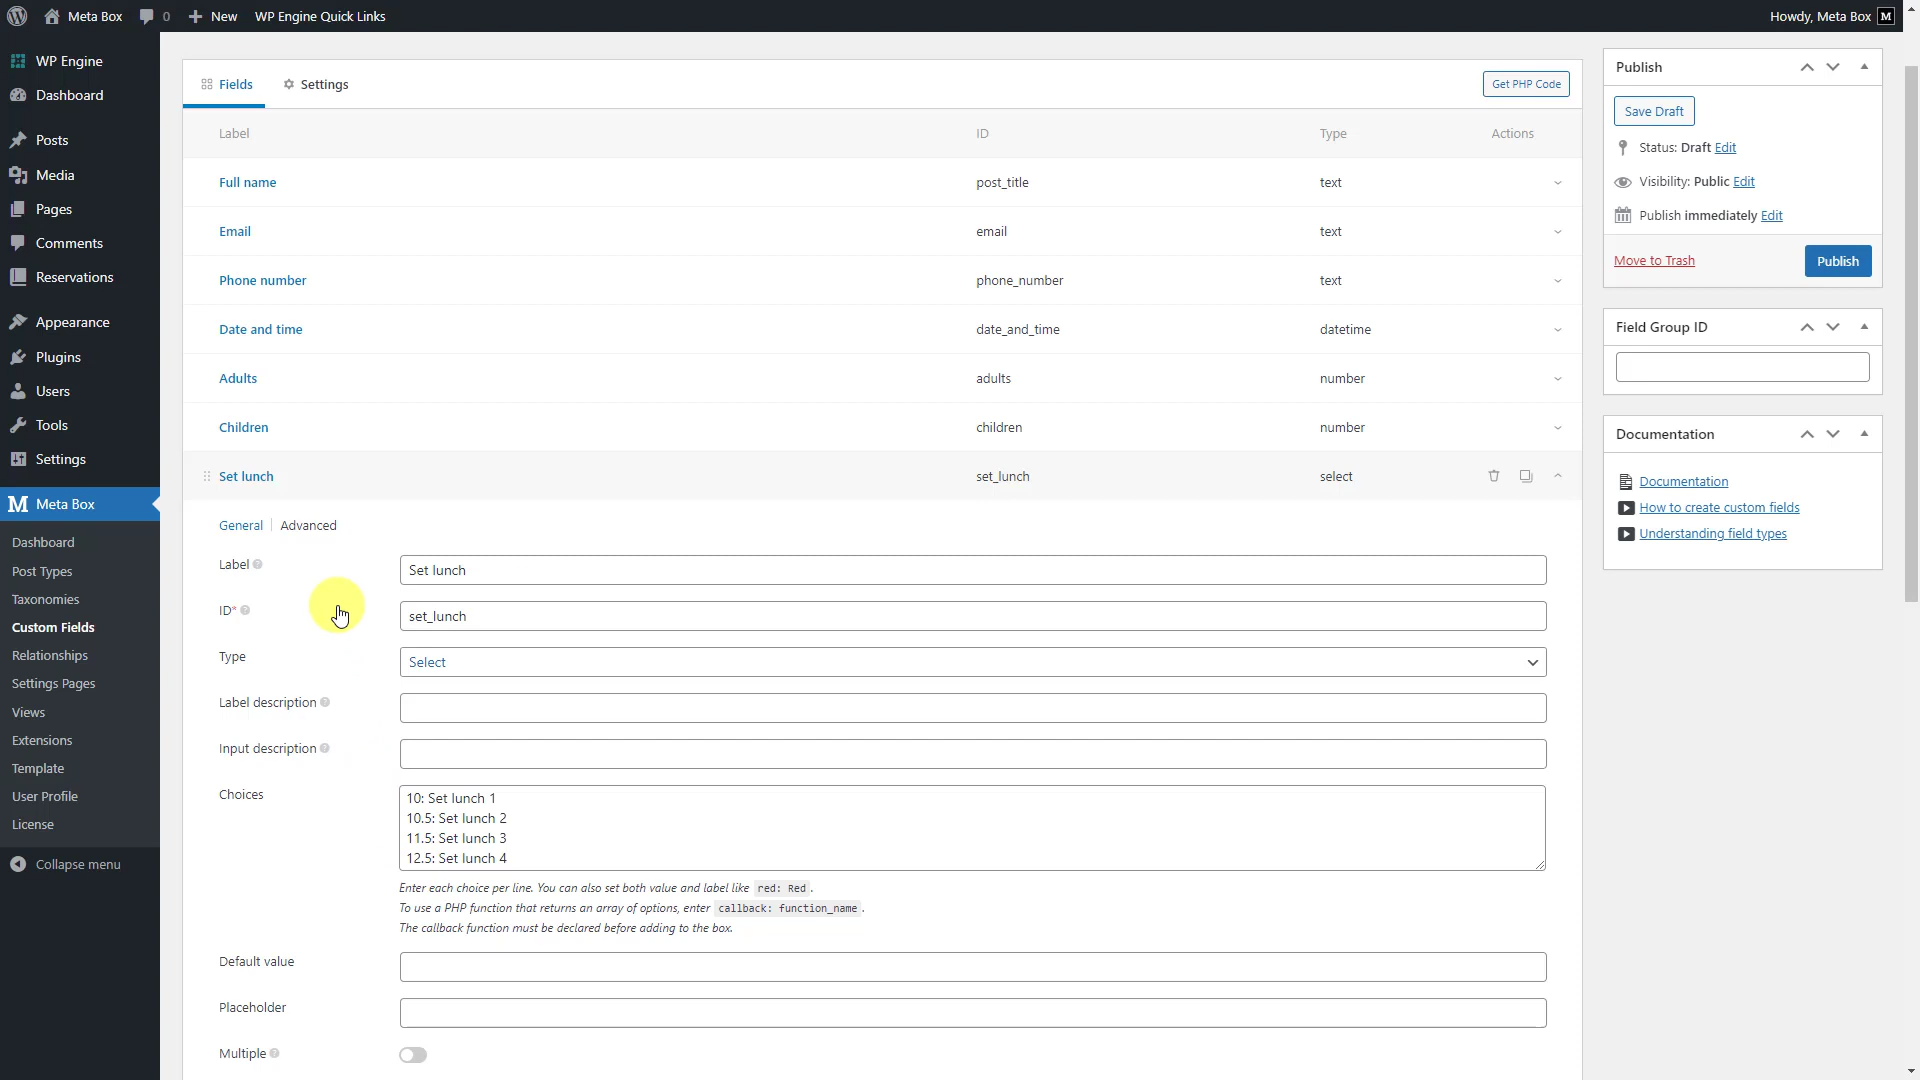 Meta Box 0 New WP Engine Quick Links Howdy, Meta Box M
WP Engine
Dashboard
Posts
Media
Pages
Comments
Reservations
Appearance
Plugins
Users
Tools
Settings
M Meta Box
Dashboard
Post Types
Taxonomies
Custom Fields
Relationships
Settings Pages
Views
Extensions
Template
User Profile
License
Collapse menu
Fields Settings Get PHP Code
Label ID Type Actions
Full name post_title text
Email email text
Phone number phone_number text
Date and time date_and_time datetime
Adults adults number
Children children number
Set lunch set_lunch select
General Advanced
Label Set lunch
ID* set_lunch
Type Select
Label description
Input description
Choices
10: Set lunch 1
10.5: Set lunch 2
11.5: Set lunch 3
12.5: Set lunch 4
Enter each choice per line. You can also set both value and label like red: Red.
To use a PHP function that returns an array of options, enter callback: function_name.
The callback function must be declared before adding to the box.
Default value
Placeholder
Multiple
Publish
Save Draft
Status: Draft Edit
Visibility: Public Edit
Publish immediately Edit
Move to Trash Publish
Field Group ID
Documentation
Documentation
How to create custom fields
Understanding field types